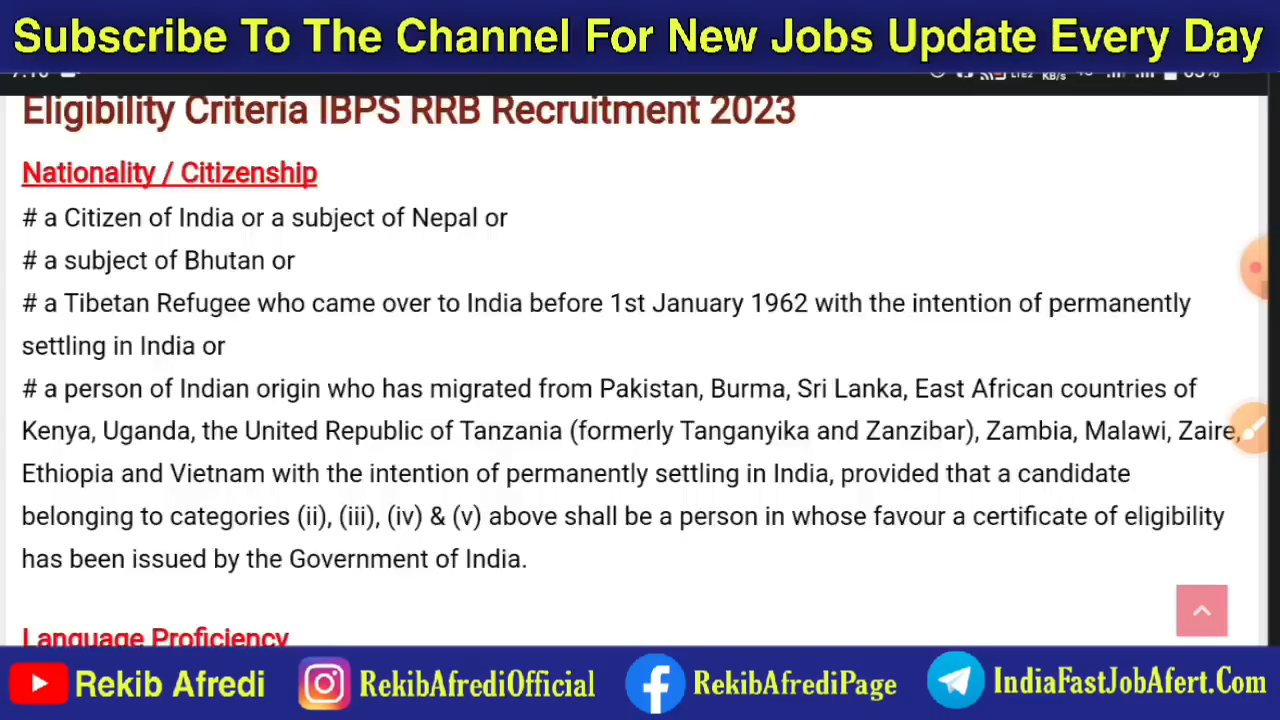 Subscribe To The Channel For New Jobs Update Every Day
Eligibility Criteria IBPS RRB Recruitment 2023
Nationality / Citizenship
# a Citizen of India or a subject of Nepal or
# a subject of Bhutan or
# a Tibetan Refugee who came over to India before 1st January 1962 with the intention of permanently
settling in India or
# a person of Indian origin who has migrated from Pakistan, Burma, Sri Lanka, East African countries of
Kenya, Uganda, the United Republic of Tanzania (formerly Tanganyika and Zanzibar), Zambia, Malawi, Zaire,
Ethiopia and Vietnam with the intention of permanently settling in India, provided that a candidate
belonging to categories (ii), (iii), (iv) & (v) above shall be a person in whose favour a certificate of eligibility
has been issued by the Government of India.
Language Proficiency
Rekib Afredi RekibAfrediOfficial RekibAfrediPage IndiaFastJobAfert.Com